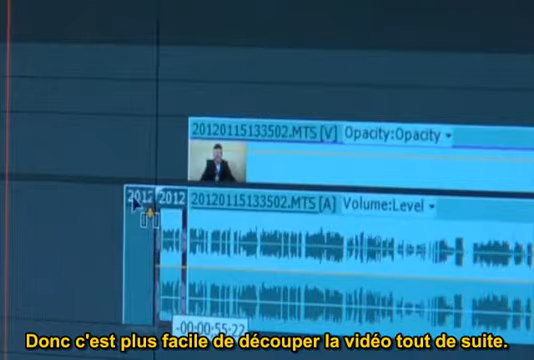 20120115133502.MTS [V] Opacity:Opacity
2012 2012 20120115133502.MTS [A] Volume:Level
-00:00:55:22
Donc c'est plus facile de découper la vidéo tout de suite.